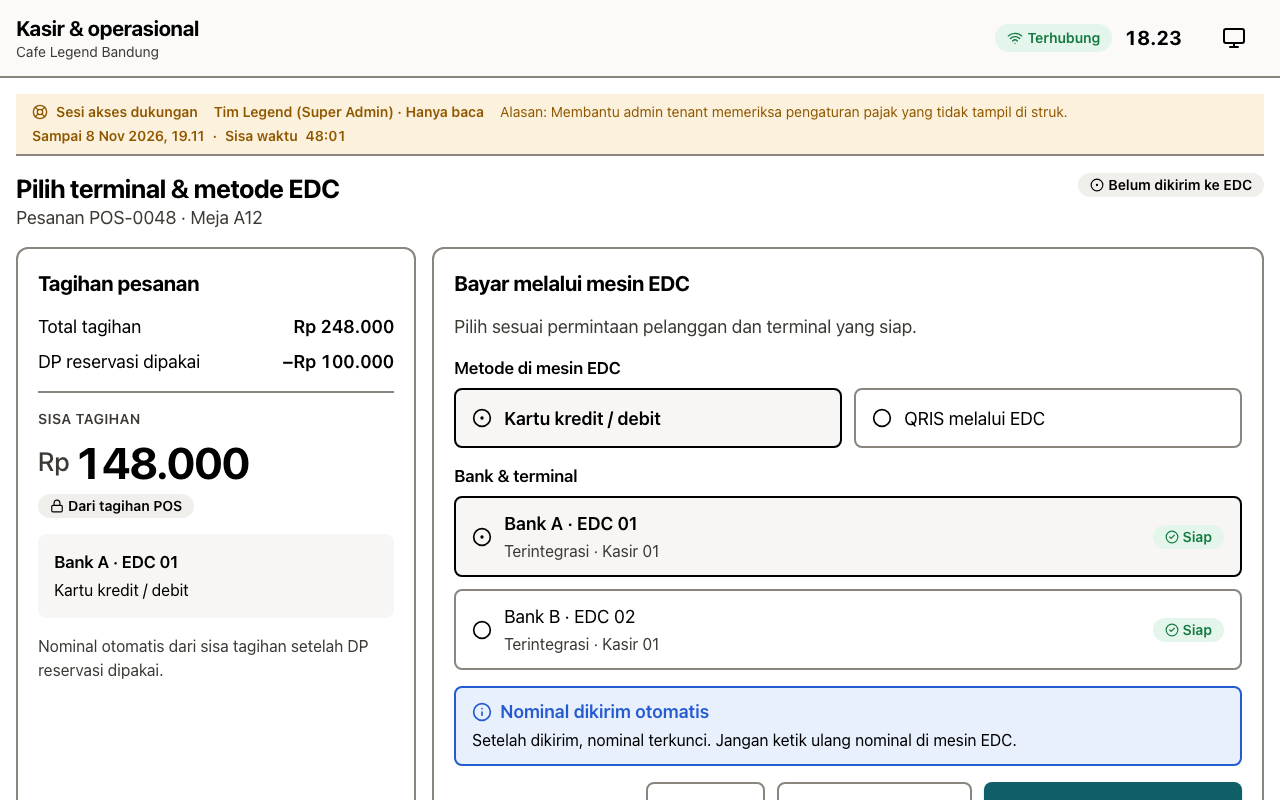 Kasir & operasional
Cafe Legend Bandung
Terhubung
18.23
Sesi akses dukungan Tim Legend (Super Admin) · Hanya baca Alasan: Membantu admin tenant memeriksa pengaturan pajak yang tidak tampil di struk.
Sampai 8 Nov 2026, 19.11 · Sisa waktu 48:01
Pilih terminal & metode EDC
Pesanan POS-0048 · Meja A12
Belum dikirim ke EDC
Tagihan pesanan
Total tagihan Rp 248.000
DP reservasi dipakai −Rp 100.000
SISA TAGIHAN
Rp 148.000
Dari tagihan POS
Bank A · EDC 01
Kartu kredit / debit
Nominal otomatis dari sisa tagihan setelah DP
reservasi dipakai.
Bayar melalui mesin EDC
Pilih sesuai permintaan pelanggan dan terminal yang siap.
Metode di mesin EDC
Kartu kredit / debit
QRIS melalui EDC
Bank & terminal
Bank A · EDC 01
Terintegrasi · Kasir 01
Siap
Bank B · EDC 02
Terintegrasi · Kasir 01
Siap
Nominal dikirim otomatis
Setelah dikirim, nominal terkunci. Jangan ketik ulang nominal di mesin EDC.